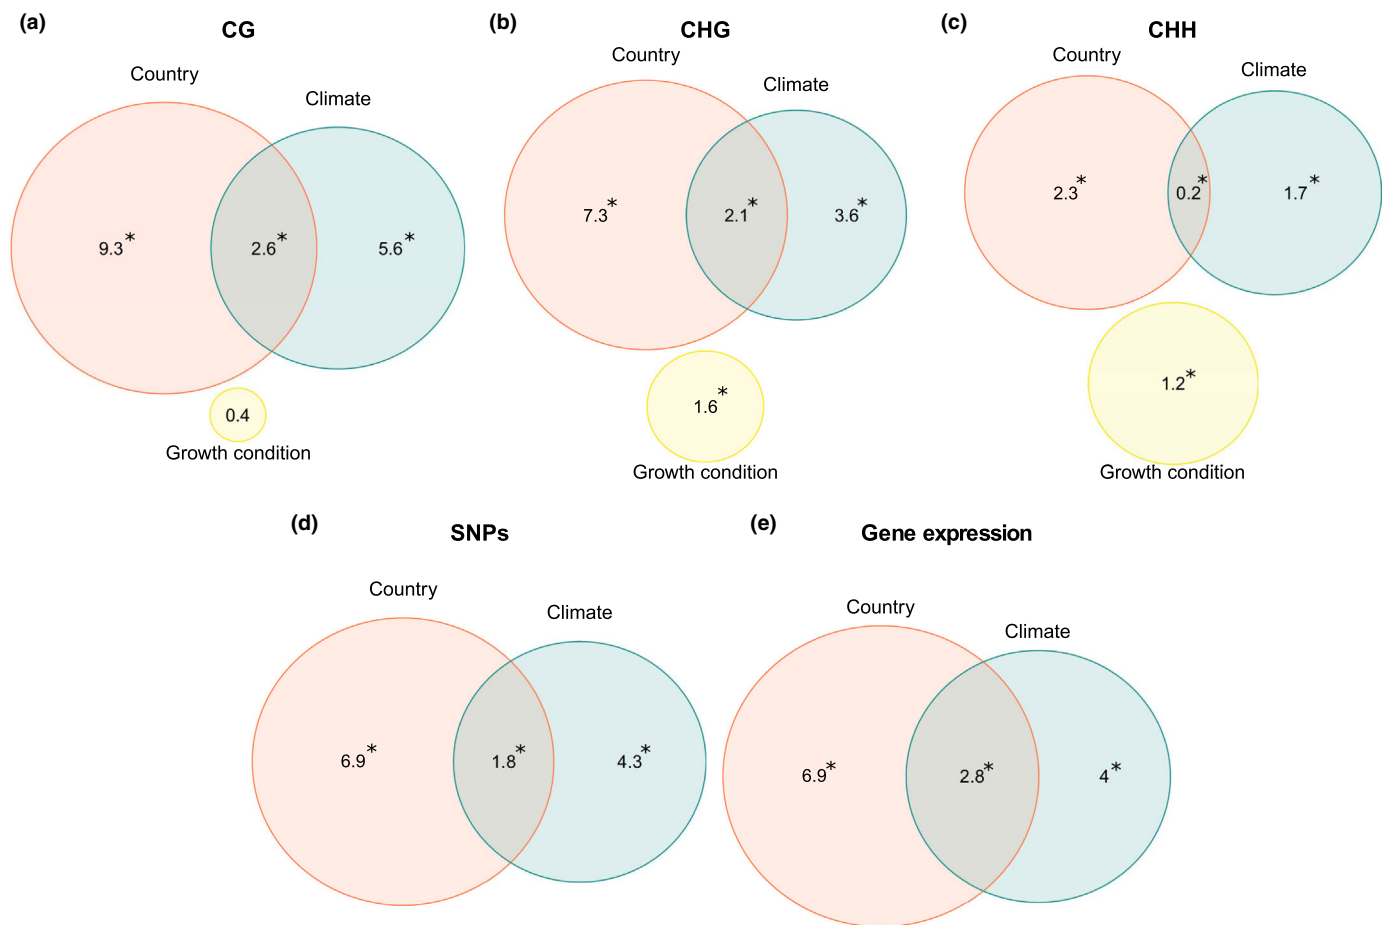 (a)
CG
Country
Climate
9.3*
2.6*
5.6*
0.4
Growth condition
(b)
CHG
Country
Climate
7.3*
2.1*
3.6*
1.6*
Growth condition
(c)
CHH
Country
Climate
2.3*
0.2*
1.7*
1.2*
Growth condition
(d)
SNPs
Country
Climate
6.9*
1.8*
4.3*
(e)
Gene expression
Country
Climate
6.9*
2.8*
4*